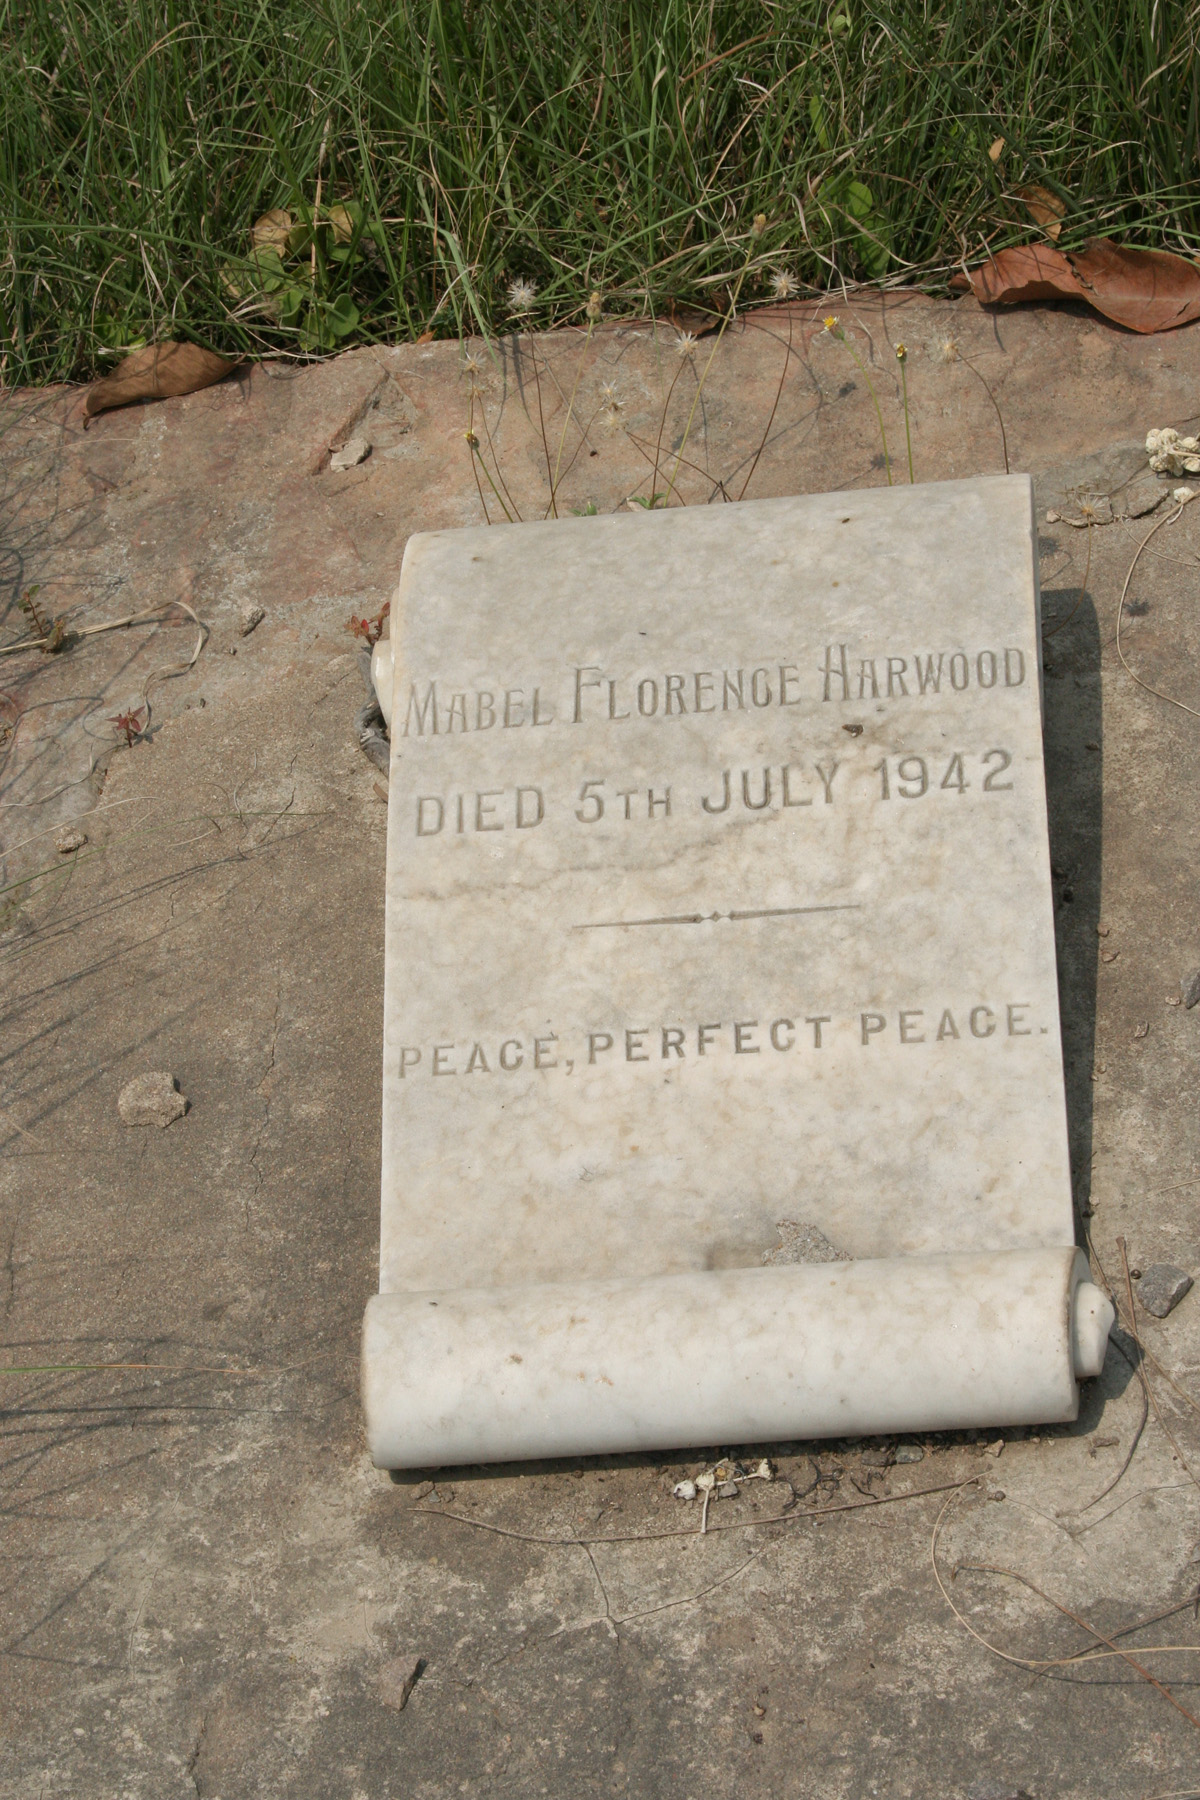 Mabel Florence Harwood
DIED 5TH JULY 1942
PEACE, PERFECT PEACE.